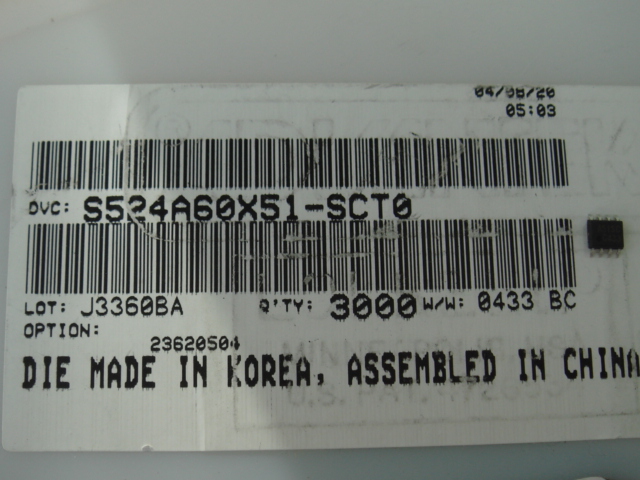 04/08/20
05:03
DVC: S524A60X51-SCT0
LOT: J3360BA Q'TY: 3000 W/W: 0433 BC
OPTION:
23620504
DIE MADE IN KOREA, ASSEMBLED IN CHINA